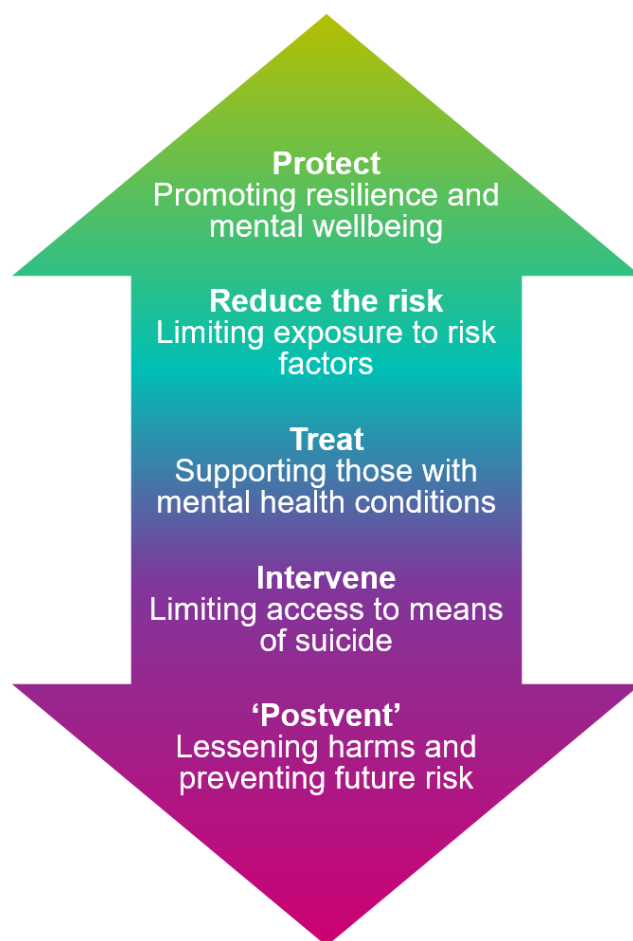 Protect
Promoting resilience and
mental wellbeing
Reduce the risk
Limiting exposure to risk
factors
Treat
Supporting those with
mental health conditions
Intervene
Limiting access to means
of suicide
‘Postvent’
Lessening harms and
preventing future risk